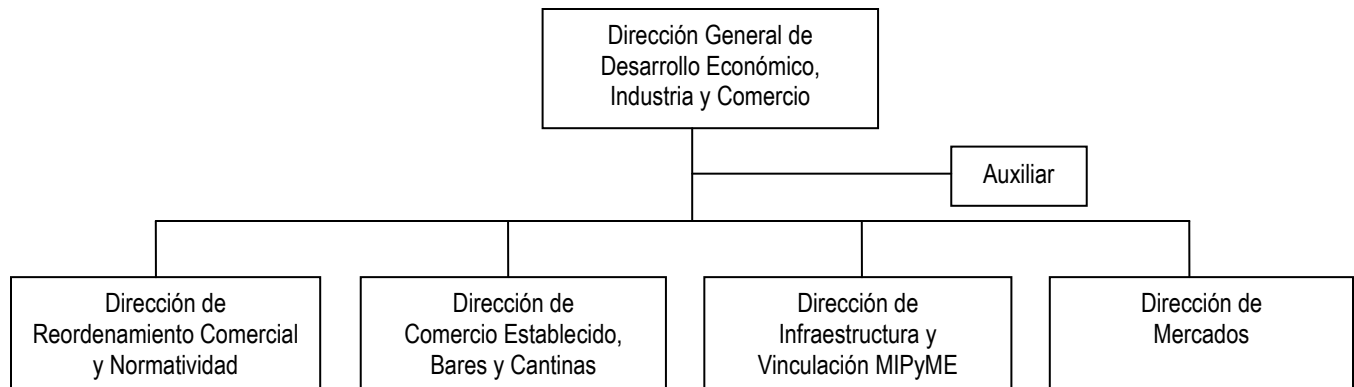 Dirección General de
Desarrollo Económico,
Industria y Comercio
Auxiliar
Dirección de
Reordenamiento Comercial
y Normatividad
Dirección de
Comercio Establecido,
Bares y Cantinas
Dirección de
Infraestructura y
Vinculación MIPyME
Dirección de
Mercados